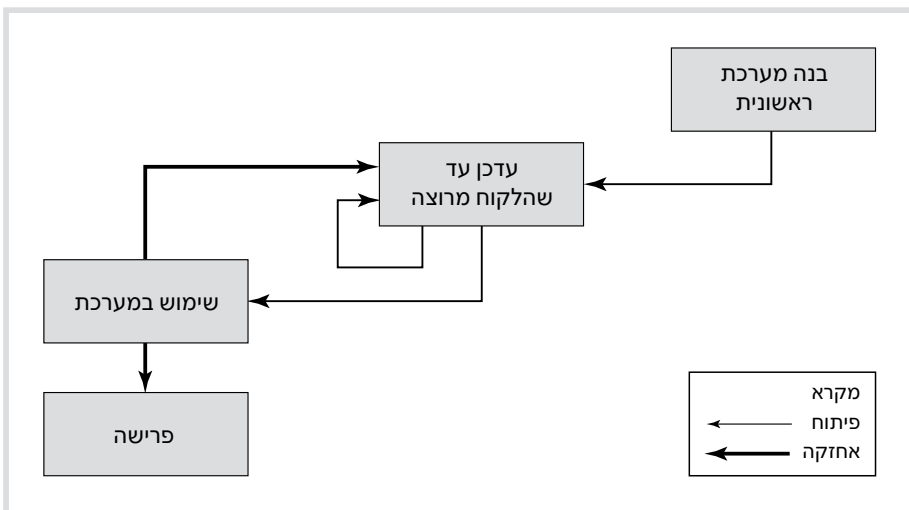 בנה מערכת
ראשונית
עדכן עד
שהלקוח מרוצה
שימוש במערכת
פרישה
מקרא
פיתוח
אחזקה